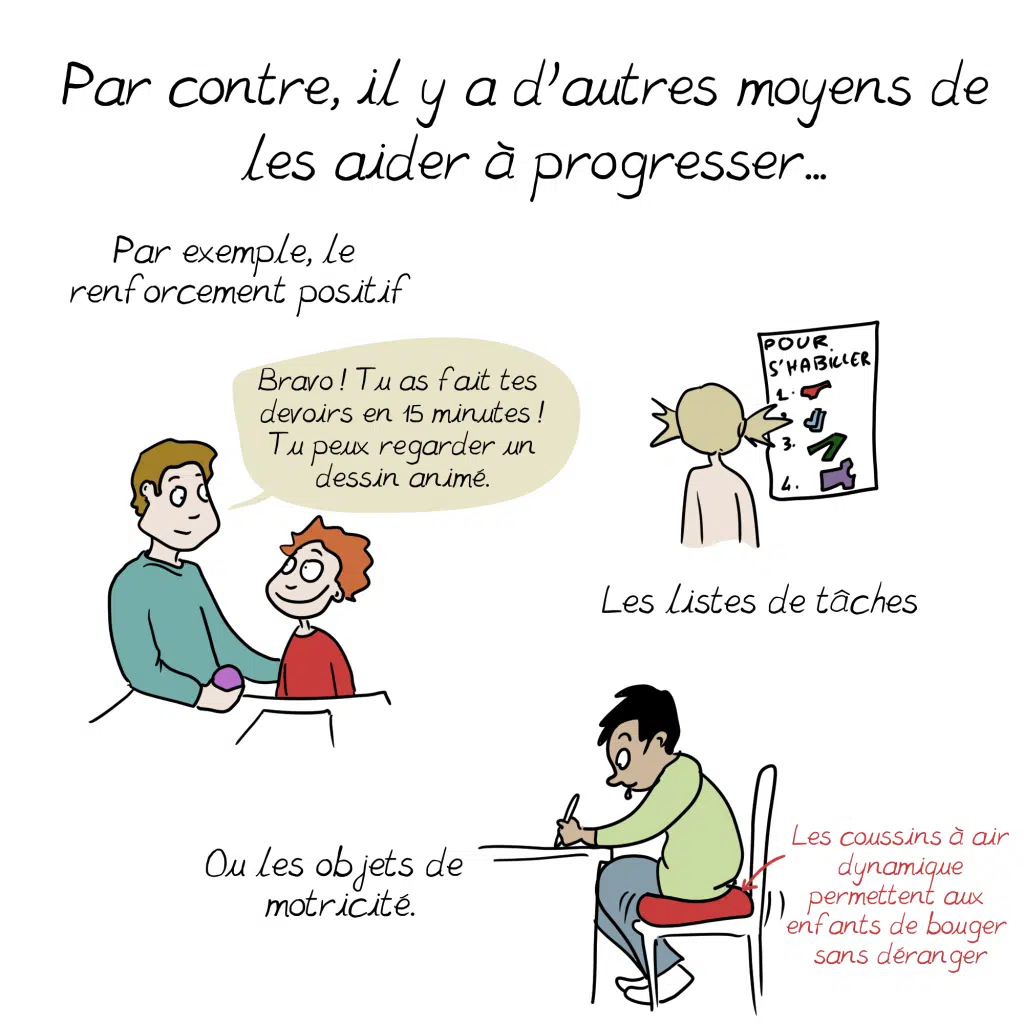 Par contre, il y a d'autres moyens de
les aider à progresser...
Par exemple, le
renforcement positif
Bravo ! Tu as fait tes
devoirs en 15 minutes !
Tu peux regarder un
dessin animé.
POUR
S'HABILLER
1.
3.
4.
Les listes de tâches
Ou les objets de
motricité.
Les coussins à air
dynamique
permettent aux
enfants de bouger
sans déranger